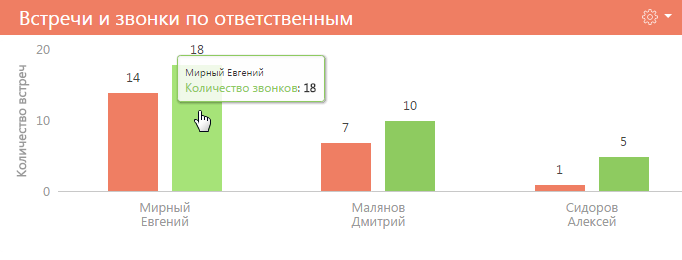 Встречи и звонки по ответственным
Количество встреч
20
10
0
14
18
Мирный Евгений
Количество звонков: 18
7
10
1
5
Мирный
Евгений
Малянов
Дмитрий
Сидоров
Алексей